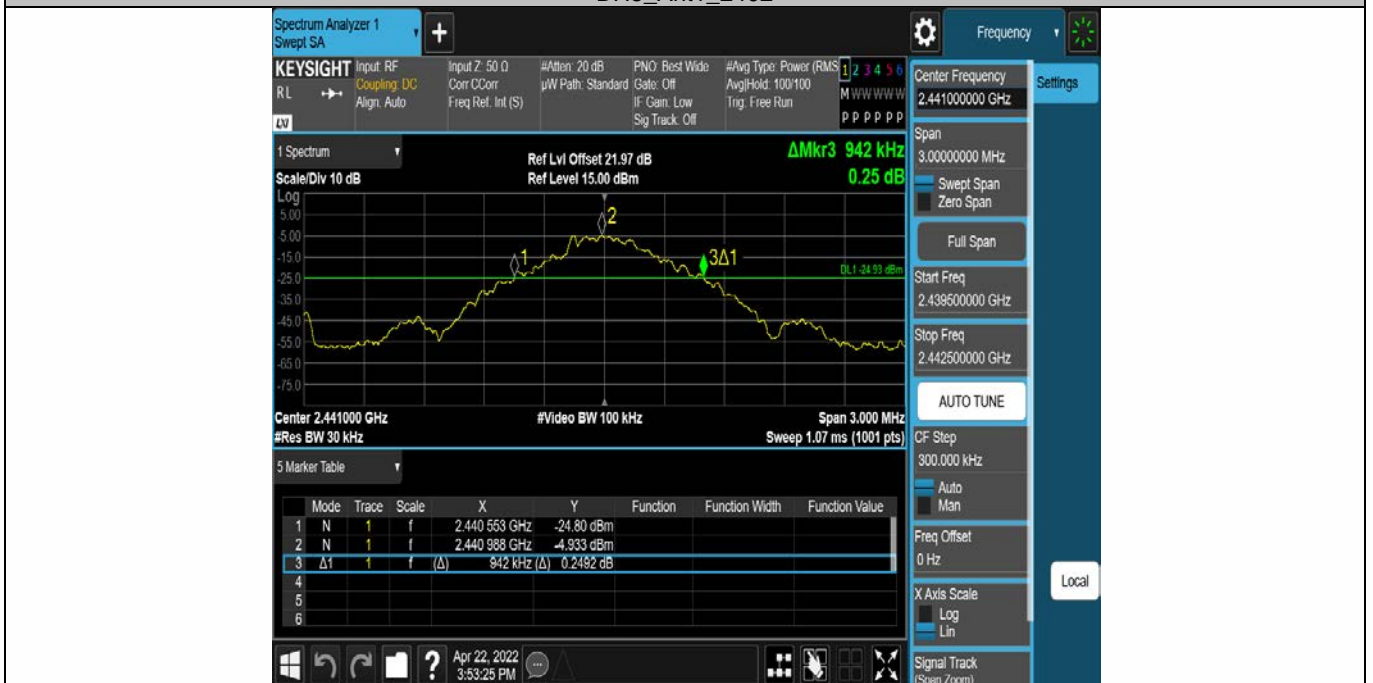 Spectrum Analyzer 1
Swept SA
+
Frequency
KEYSIGHT
RL
LXI
Input: RF
Coupling: DC
Align: Auto
Input Z: 50 Ω
Corr CCorr
Freq Ref: Int (S)
#Atten: 20 dB
µW Path: Standard
PNO: Best Wide
Gate: Off
IF Gain: Low
Sig Track: Off
#Avg Type: Power (RMS
Avg|Hold: 100/100
Trig: Free Run
1 2 3 4 5 6
M W W W W W
P P P P P P
1 Spectrum
Scale/Div 10 dB
Ref Lvl Offset 21.97 dB
Ref Level 15.00 dBm
ΔMkr3 942 kHz
0.25 dB
Log
5.00
-5.00
-15.0
-25.0
-35.0
-45.0
-55.0
-65.0
-75.0
1
2
3Δ1
DL1 -24.93 dBm
Center 2.441000 GHz
#Video BW 100 kHz
Span 3.000 MHz
#Res BW 30 kHz
Sweep 1.07 ms (1001 pts)
5 Marker Table
Mode Trace Scale X Y Function Function Width Function Value
1 N 1 f 2.440 553 GHz -24.80 dBm
2 N 1 f 2.440 988 GHz -4.933 dBm
3 Δ1 1 f (Δ) 942 kHz (Δ) 0.2492 dB
4
5
6
?
Apr 22, 2022
3:53:25 PM
Center Frequency
2.441000000 GHz
Settings
Span
3.00000000 MHz
Swept Span
Zero Span
Full Span
Start Freq
2.439500000 GHz
Stop Freq
2.442500000 GHz
AUTO TUNE
CF Step
300.000 kHz
Auto
Man
Freq Offset
0 Hz
Local
X Axis Scale
Log
Lin
Signal Track
(Span Zoom)